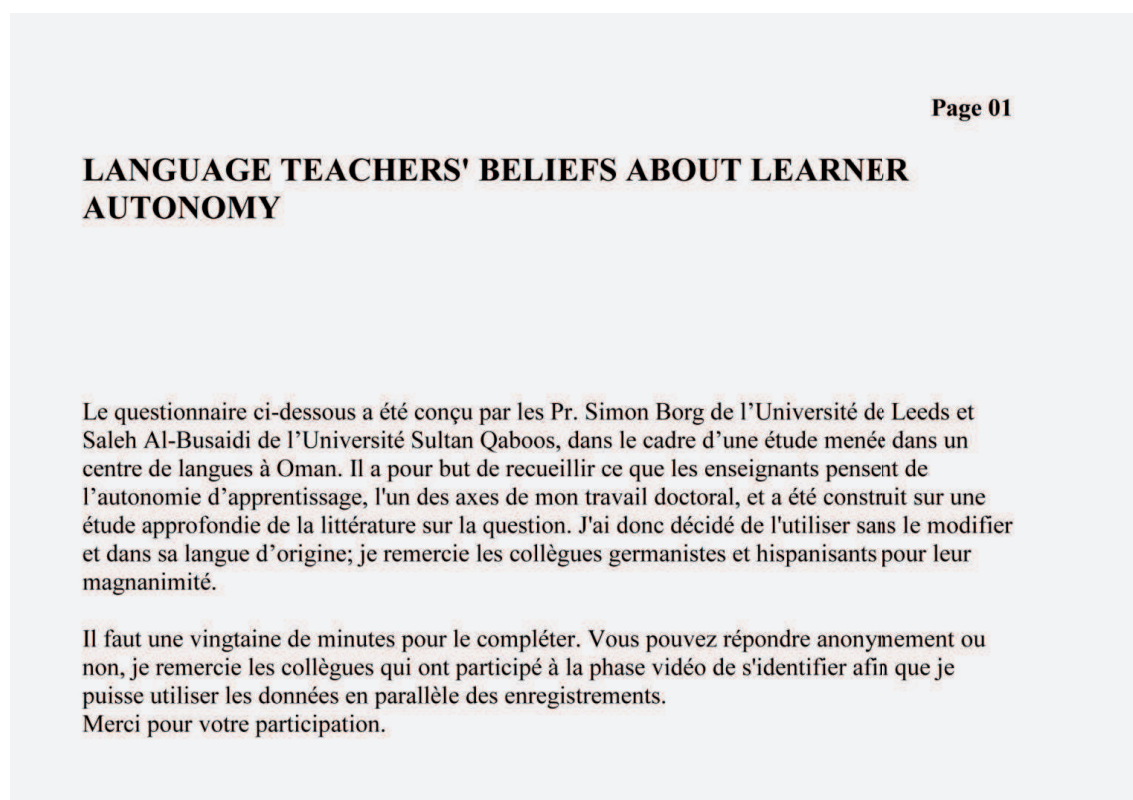 Page 01
LANGUAGE TEACHERS' BELIEFS ABOUT LEARNER
AUTONOMY
Le questionnaire ci-dessous a été conçu par les Pr. Simon Borg de l’Université de Leeds et
Saleh Al-Busaidi de l’Université Sultan Qaboos, dans le cadre d’une étude menée dans un
centre de langues à Oman. Il a pour but de recueillir ce que les enseignants pensent de
l’autonomie d’apprentissage, l'un des axes de mon travail doctoral, et a été construit sur une
étude approfondie de la littérature sur la question. J'ai donc décidé de l'utiliser sans le modifier
et dans sa langue d’origine; je remercie les collègues germanistes et hispanisants pour leur
magnanimité.
Il faut une vingtaine de minutes pour le compléter. Vous pouvez répondre anonymement ou
non, je remercie les collègues qui ont participé à la phase vidéo de s'identifier afin que je
puisse utiliser les données en parallèle des enregistrements.
Merci pour votre participation.